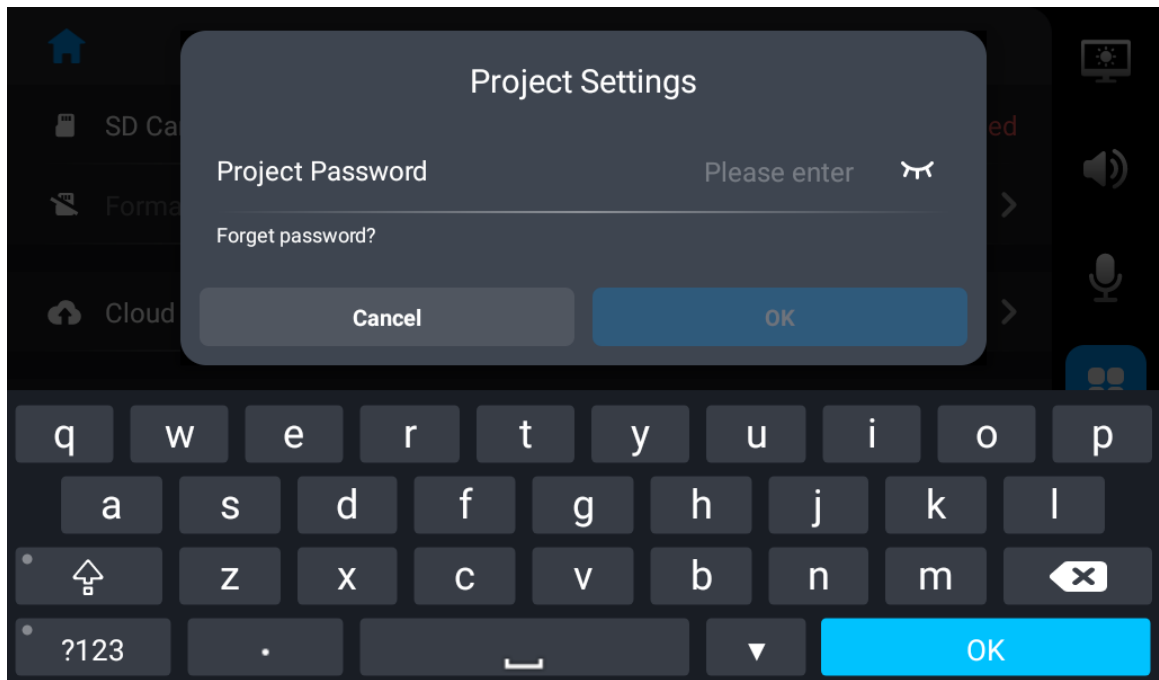 Project Settings
SD Ca
ed
Project Password Please enter
Forma
Forget password?
Cloud
Cancel OK
q w e r t y u i o p
a s d f g h j k l
z x c v b n m
?123 . OK